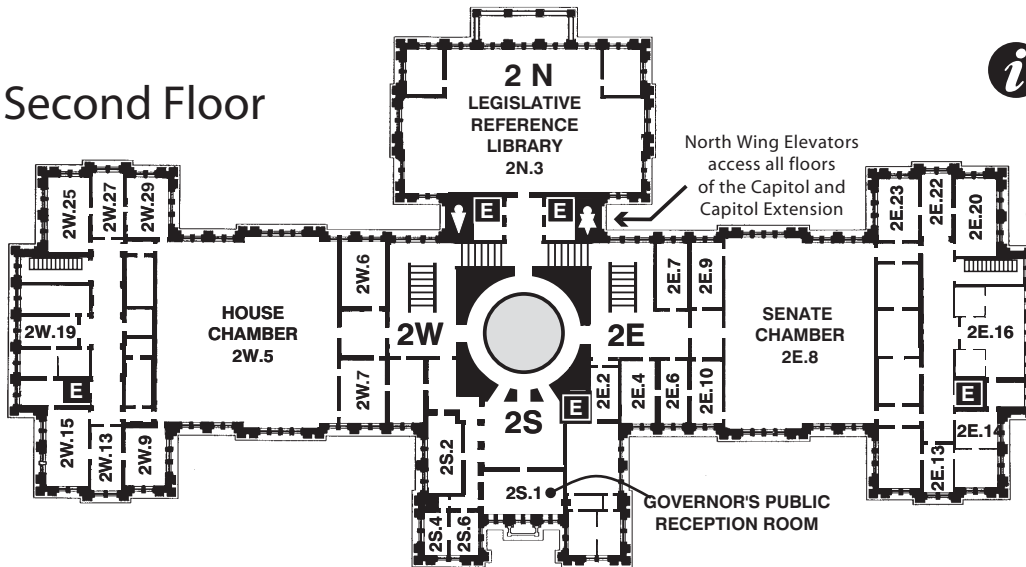 Second Floor
i
2 N
LEGISLATIVE
REFERENCE
LIBRARY
2N.3
North Wing Elevators
access all floors
of the Capitol and
Capitol Extension
E
E
2W.25
2W.27
2W.29
2E.23
2E.22
2E.20
2W.6
2E.7
2E.9
2W.19
HOUSE
CHAMBER
2W.5
2W
2E
SENATE
CHAMBER
2E.8
2E.16
E
2W.7
2E.2
2E.4
2E.6
2E.10
E
E
2W.15
2W.13
2W.9
2S
2S.2
2E.14
2E.13
2S.1
2S.4
2S.6
GOVERNOR'S PUBLIC
RECEPTION ROOM